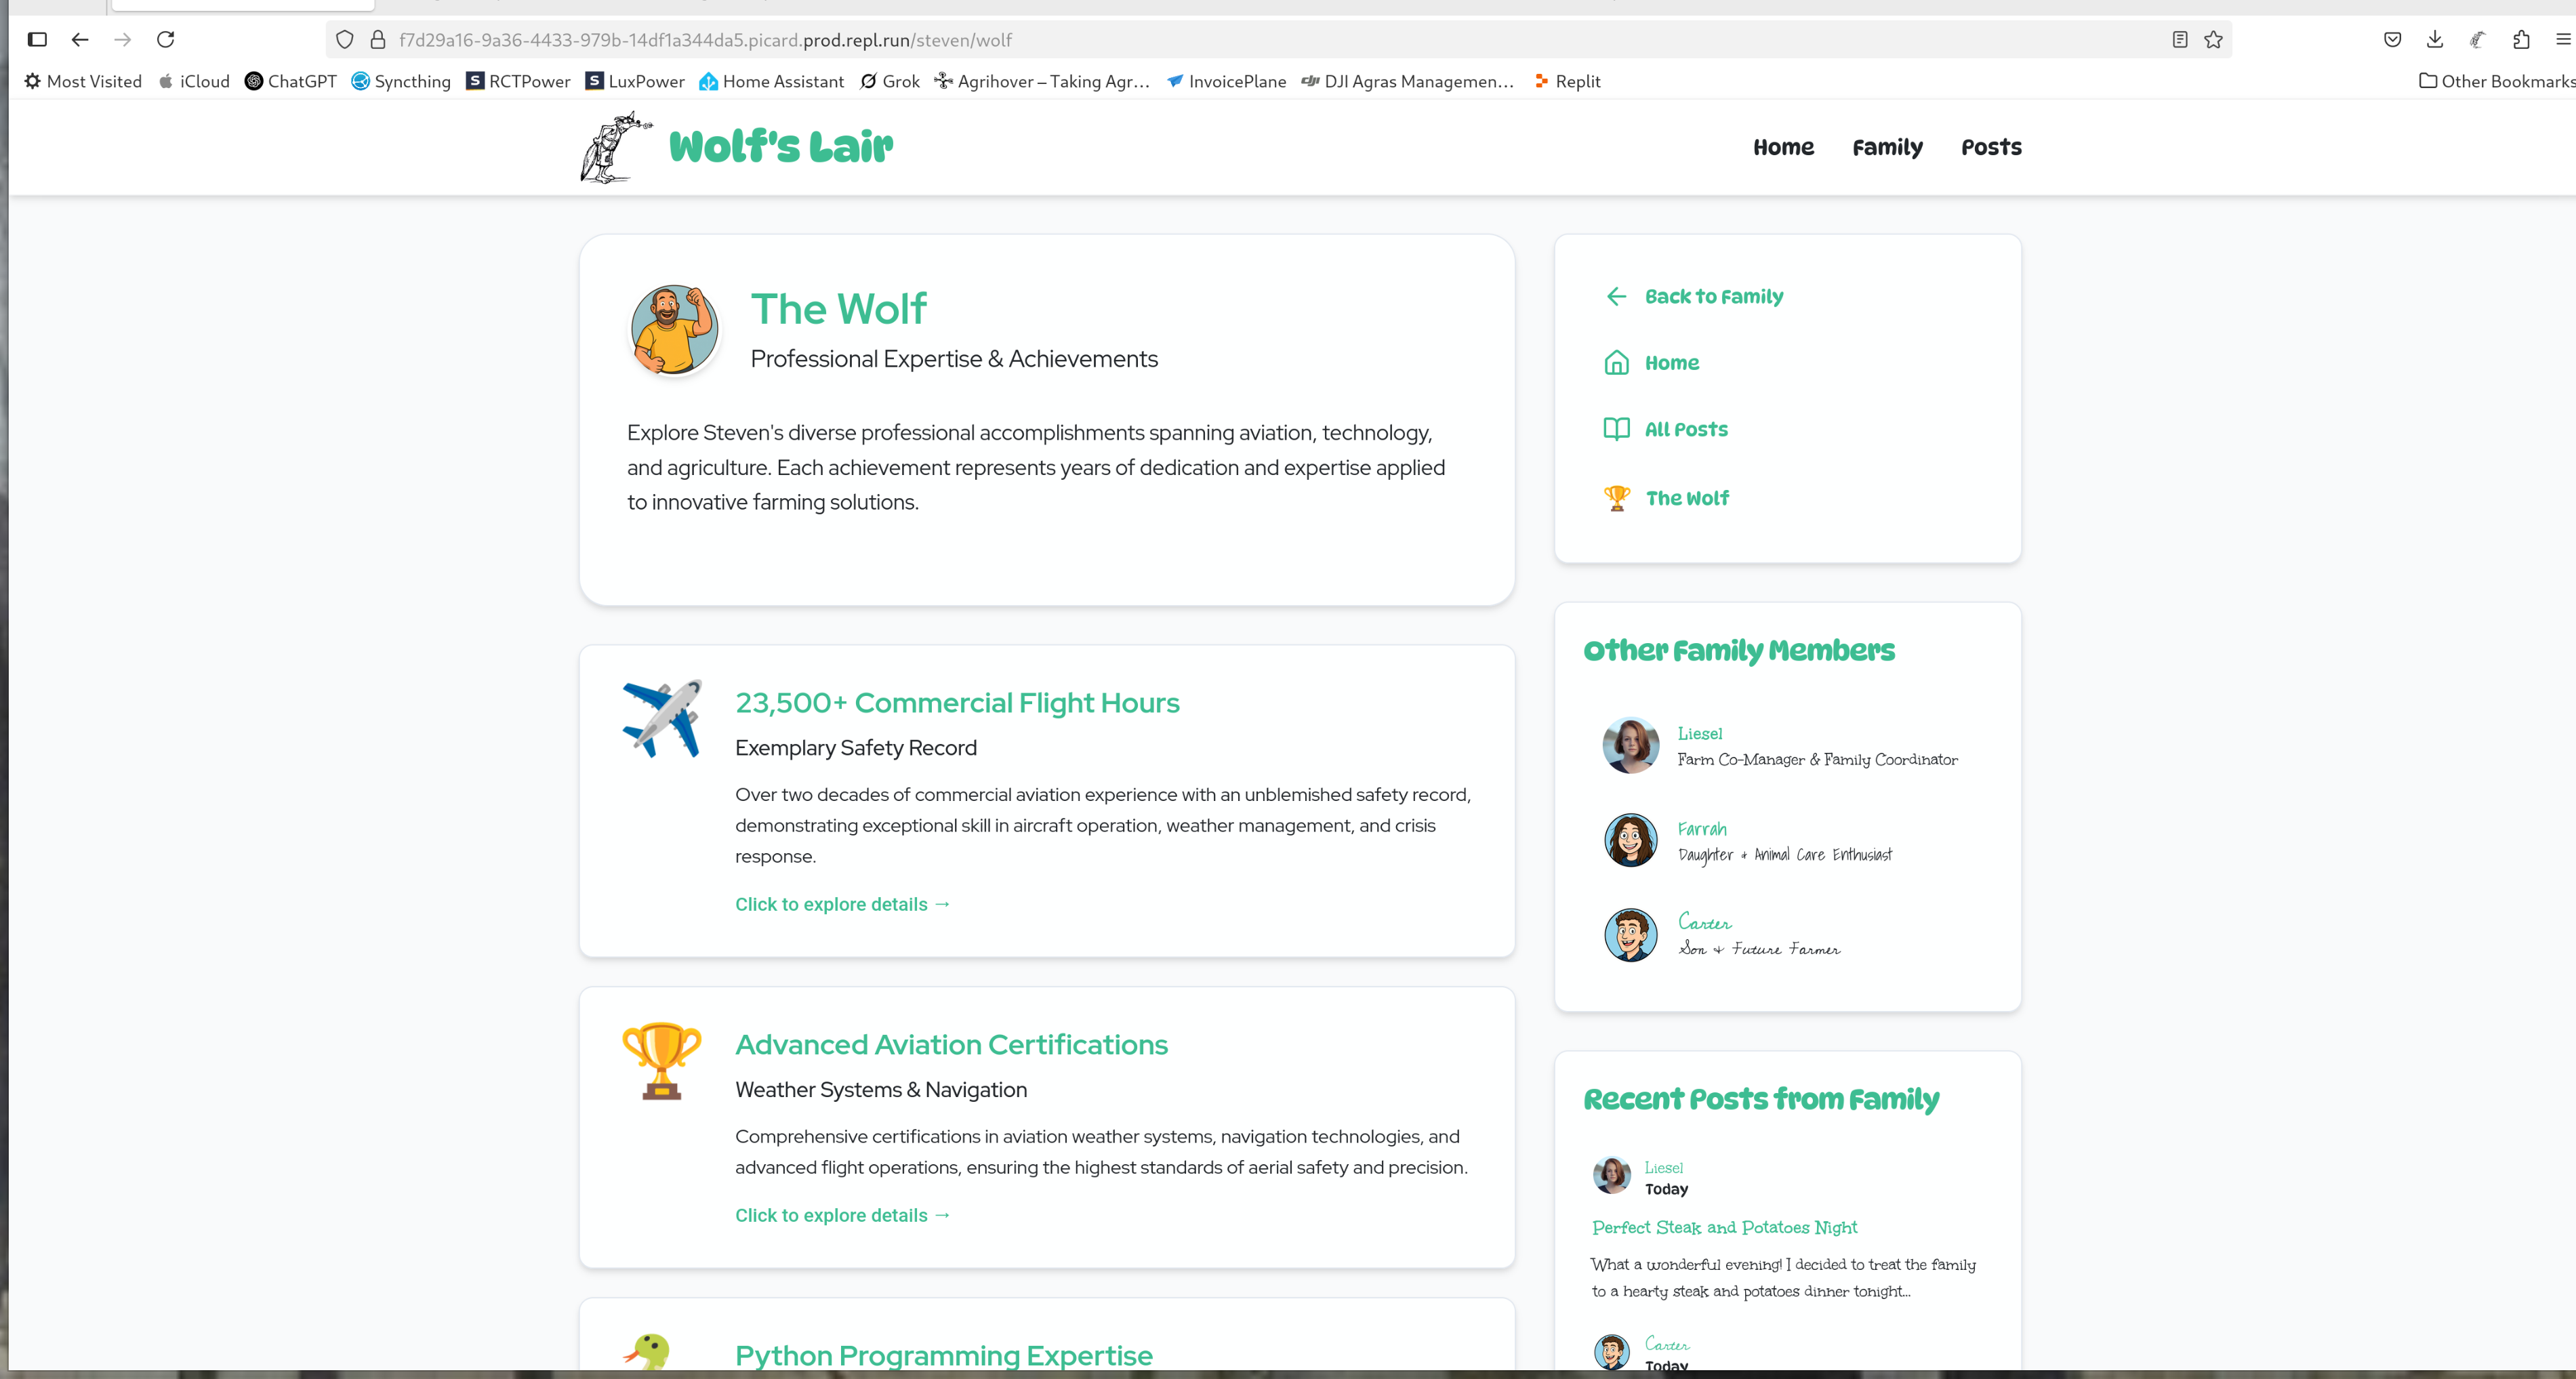 f7d29a16-9a36-4433-979b-14df1a344da5.picard.prod.repl.run/steven/wolf
Most Visited iCloud ChatGPT Syncthing RCTPower LuxPower Home Assistant Grok Agrihover – Taking Agr… InvoicePlane DJI Agras Managemen… Replit Other Bookmarks
Wolf's Lair
Home Family Posts
The Wolf
Professional Expertise & Achievements
Explore Steven's diverse professional accomplishments spanning aviation, technology,
and agriculture. Each achievement represents years of dedication and expertise applied
to innovative farming solutions.
23,500+ Commercial Flight Hours
Exemplary Safety Record
Over two decades of commercial aviation experience with an unblemished safety record,
demonstrating exceptional skill in aircraft operation, weather management, and crisis
response.
Click to explore details →
Advanced Aviation Certifications
Weather Systems & Navigation
Comprehensive certifications in aviation weather systems, navigation technologies, and
advanced flight operations, ensuring the highest standards of aerial safety and precision.
Click to explore details →
Python Programming Expertise
Back to Family
Home
All Posts
The Wolf
Other Family Members
Liesel
Farm Co-Manager & Family Coordinator
Farrah
Daughter & Animal Care Enthusiast
Carter
Son & Future Farmer
Recent Posts from Family
Liesel
Today
Perfect Steak and Potatoes Night
What a wonderful evening! I decided to treat the family
to a hearty steak and potatoes dinner tonight...
Carter
Today